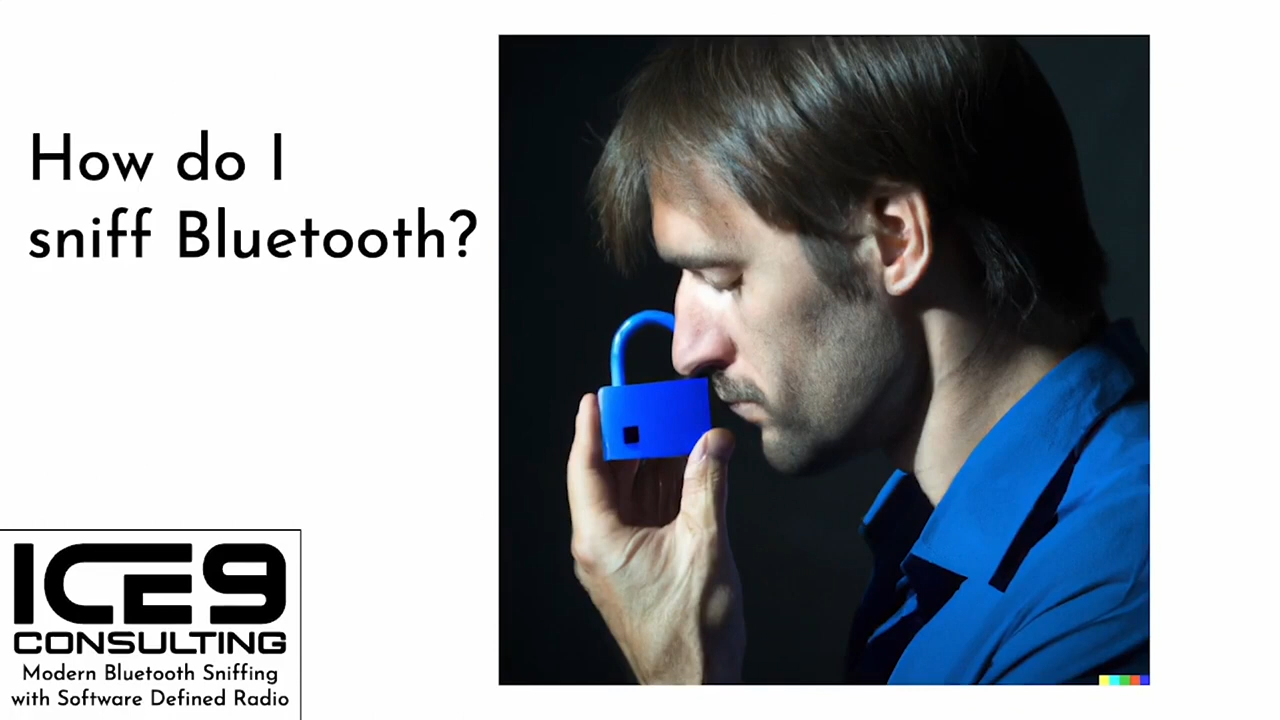 How do I
sniff Bluetooth?
ICE9
CONSULTING
Modern Bluetooth Sniffing
with Software Defined Radio